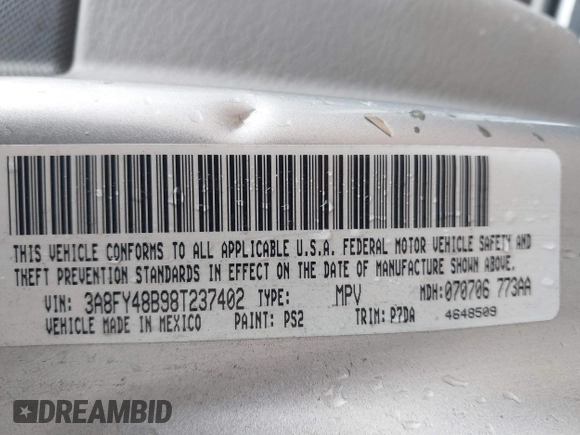 THIS VEHICLE CONFORMS TO ALL APPLICABLE U.S.A. FEDERAL MOTOR VEHICLE SAFETY AND
THEFT PREVENTION STANDARDS IN EFFECT ON THE DATE OF MANUFACTURE SHOWN ABOVE.
VIN: 3A8FY48B98T237402 TYPE: MPV MDH: 070706 773AA
VEHICLE MADE IN MEXICO PAINT: PS2 TRIM: P7DA 4648509
DREAMBID